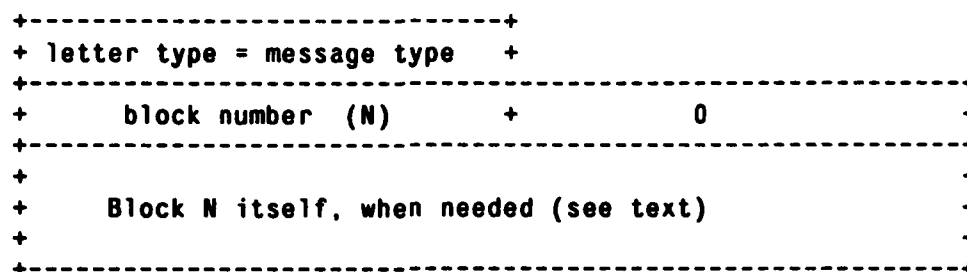 letter type = message type
block number (N) 0
Block N itself, when needed (see text)